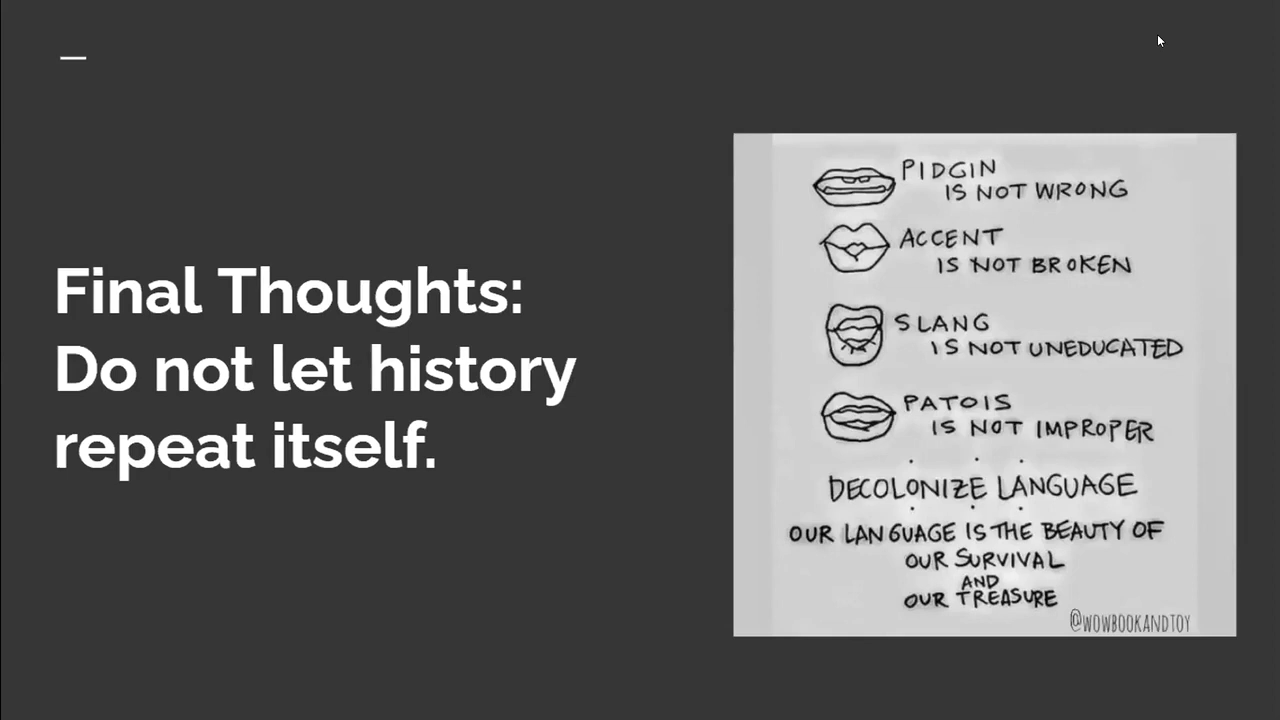 Final Thoughts:
Do not let history
repeat itself.
PIDGIN
IS NOT WRONG
ACCENT
IS NOT BROKEN
SLANG
IS NOT UNEDUCATED
PATOIS
IS NOT IMPROPER
DECOLONIZE LANGUAGE
OUR LANGUAGE IS THE BEAUTY OF
OUR SURVIVAL
AND
OUR TREASURE
@WOWBOOKANDTOY